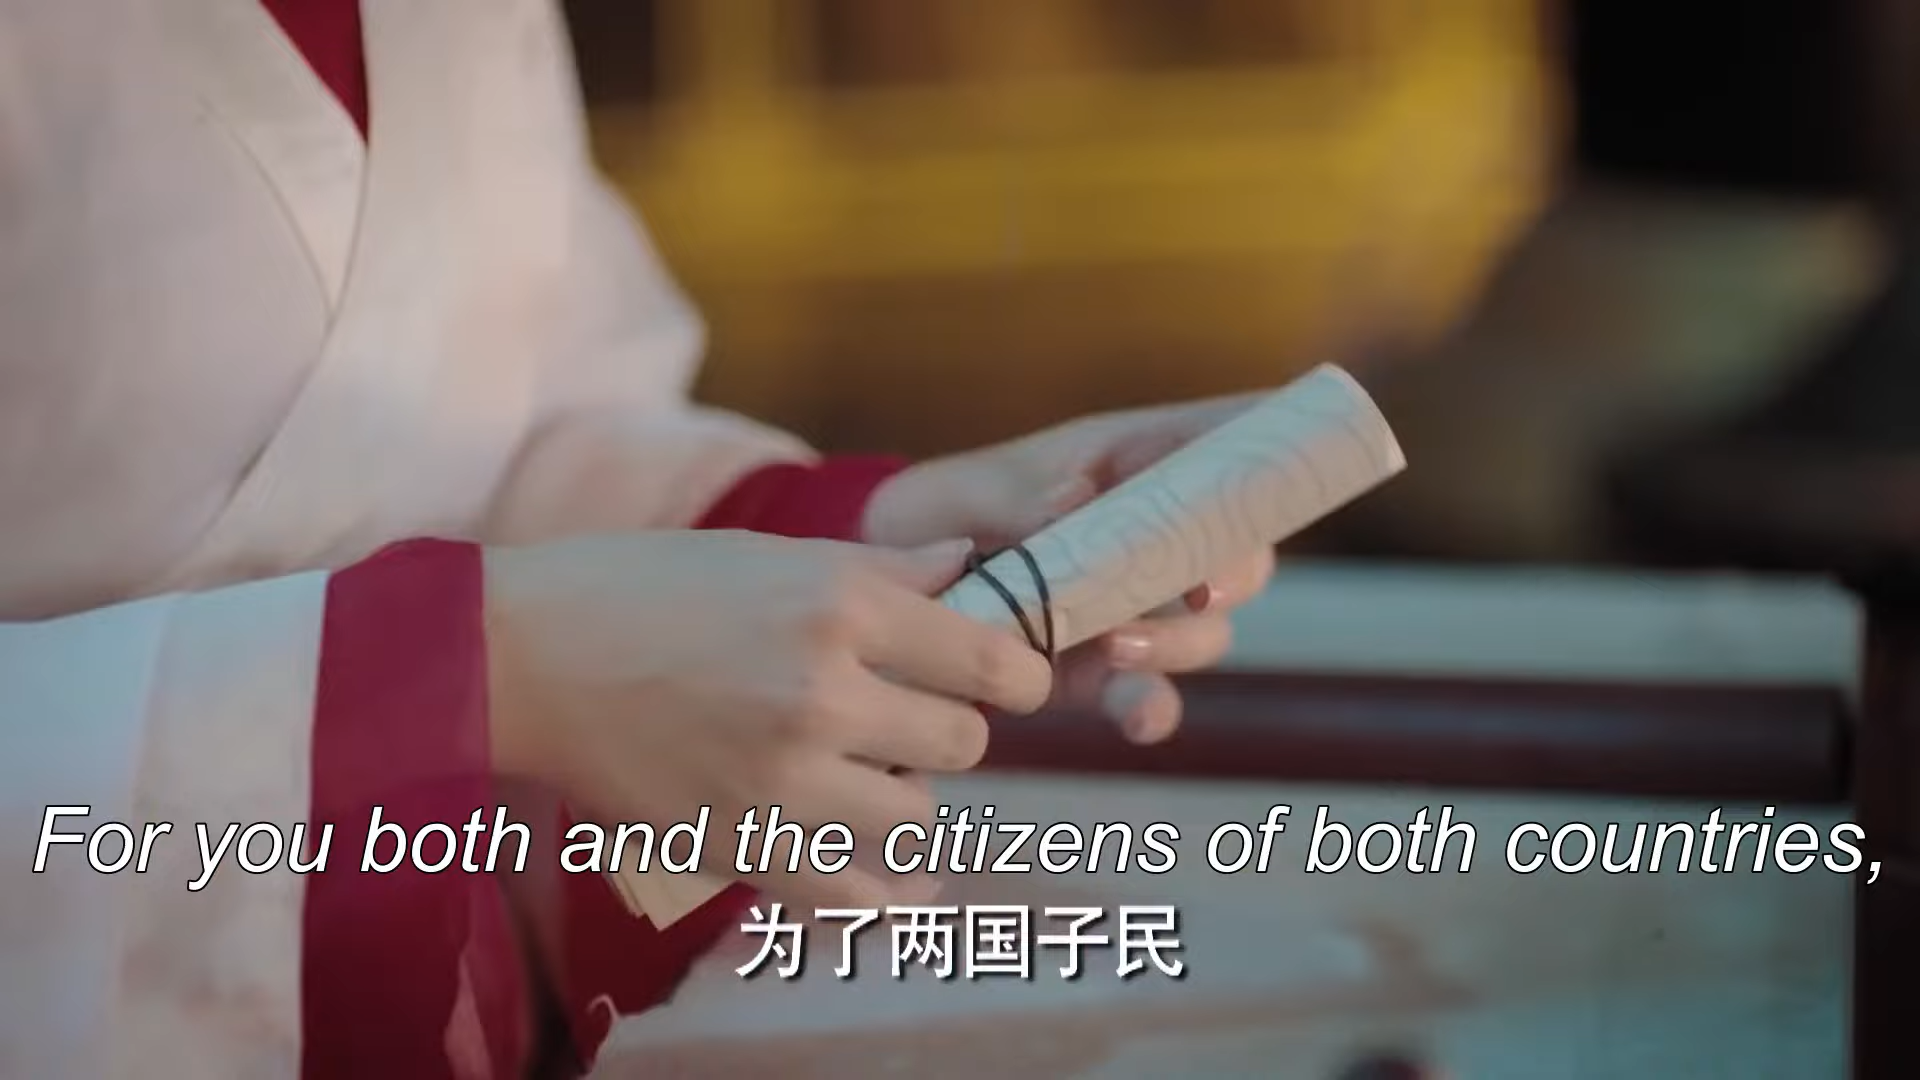 For you both and the citizens of both countries,
为了两国子民